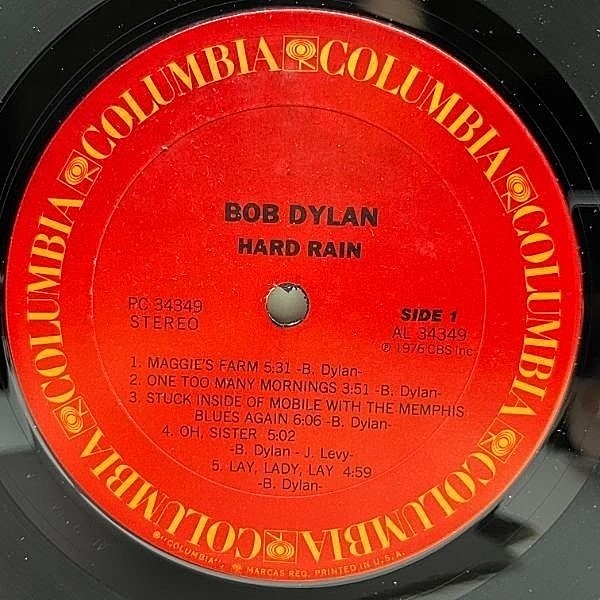 COLUMBIA COLUMBIA COLUMBIA COLUMBIA COLUMBIA COLUMBIA
BOB DYLAN
HARD RAIN
PC 34349
STEREO
SIDE 1
AL 34349
℗ 1976 CBS Inc.
1. MAGGIE'S FARM 5:31 -B. Dylan-
2. ONE TOO MANY MORNINGS 3:51 -B. Dylan-
3. STUCK INSIDE OF MOBILE WITH THE MEMPHIS
BLUES AGAIN 6:06 -B. Dylan-
4. OH, SISTER 5:02
-B. Dylan - J. Levy-
5. LAY, LADY, LAY 4:59
-B. Dylan-
® "COLUMBIA", MARCAS REG. PRINTED IN U.S.A.